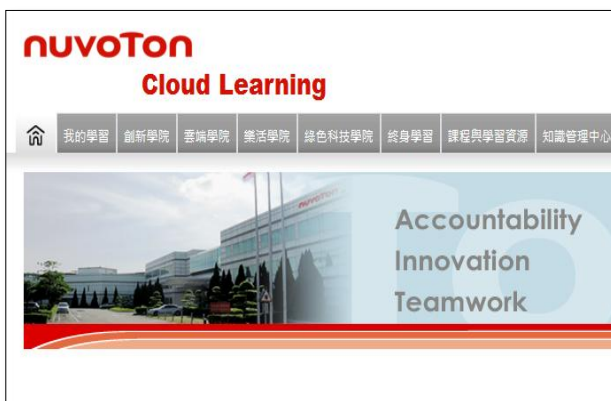 nuvoTon
Cloud Learning
我的學習 創新學院 雲端學院 樂活學院 綠色科技學院 終身學習 課程與學習資源 知識管理中心
nuvoTon
Accountability
Innovation
Teamwork